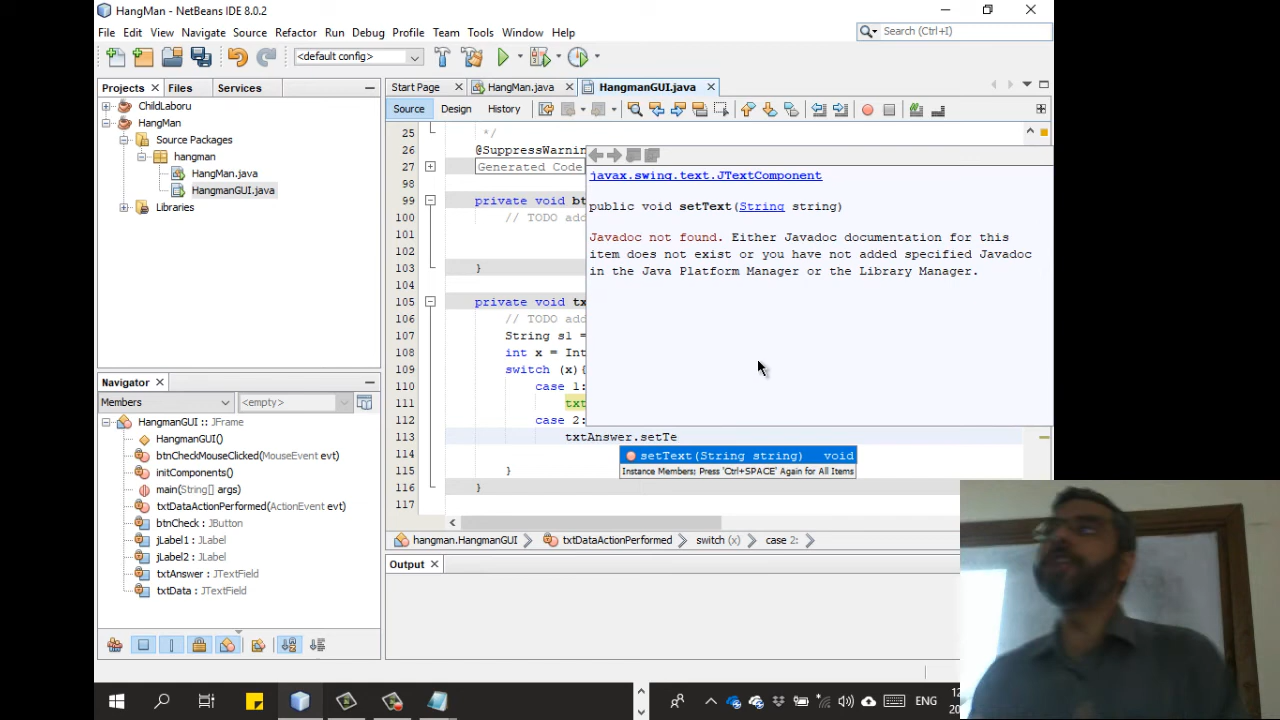 HangMan - NetBeans IDE 8.0.2
File Edit View Navigate Source Refactor Run Debug Profile Team Tools Window Help
Search (Ctrl+I)
<default config>
Projects Files Services
Start Page HangMan.java HangmanGUI.java
ChildLaboru
HangMan
Source Packages
hangman
HangMan.java
HangmanGUI.java
Libraries
Source Design History
25 */
26 @SuppressWarnin
27 Generated Code
98
99 private void bt
100 // TODO add
101
102
103 }
104
105 private void tx
106 // TODO add
107 String s1 =
108 int x = Int
109 switch (x){
110 case 1:
111 txt
112 case 2:
113 txtAnswer.setTe
114
115 }
116 }
117
javax.swing.text.JTextComponent
public void setText(String string)
Javadoc not found. Either Javadoc documentation for this
item does not exist or you have not added specified Javadoc
in the Java Platform Manager or the Library Manager.
setText(String string) void
Instance Members: Press 'Ctrl+SPACE' Again for All Items
Navigator
Members <empty>
HangmanGUI :: JFrame
HangmanGUI()
btnCheckMouseClicked(MouseEvent evt)
initComponents()
main(String[] args)
txtDataActionPerformed(ActionEvent evt)
btnCheck : JButton
jLabel1 : JLabel
jLabel2 : JLabel
txtAnswer : JTextField
txtData : JTextField
hangman.HangmanGUI txtDataActionPerformed switch (x) case 2:
Output
ENG